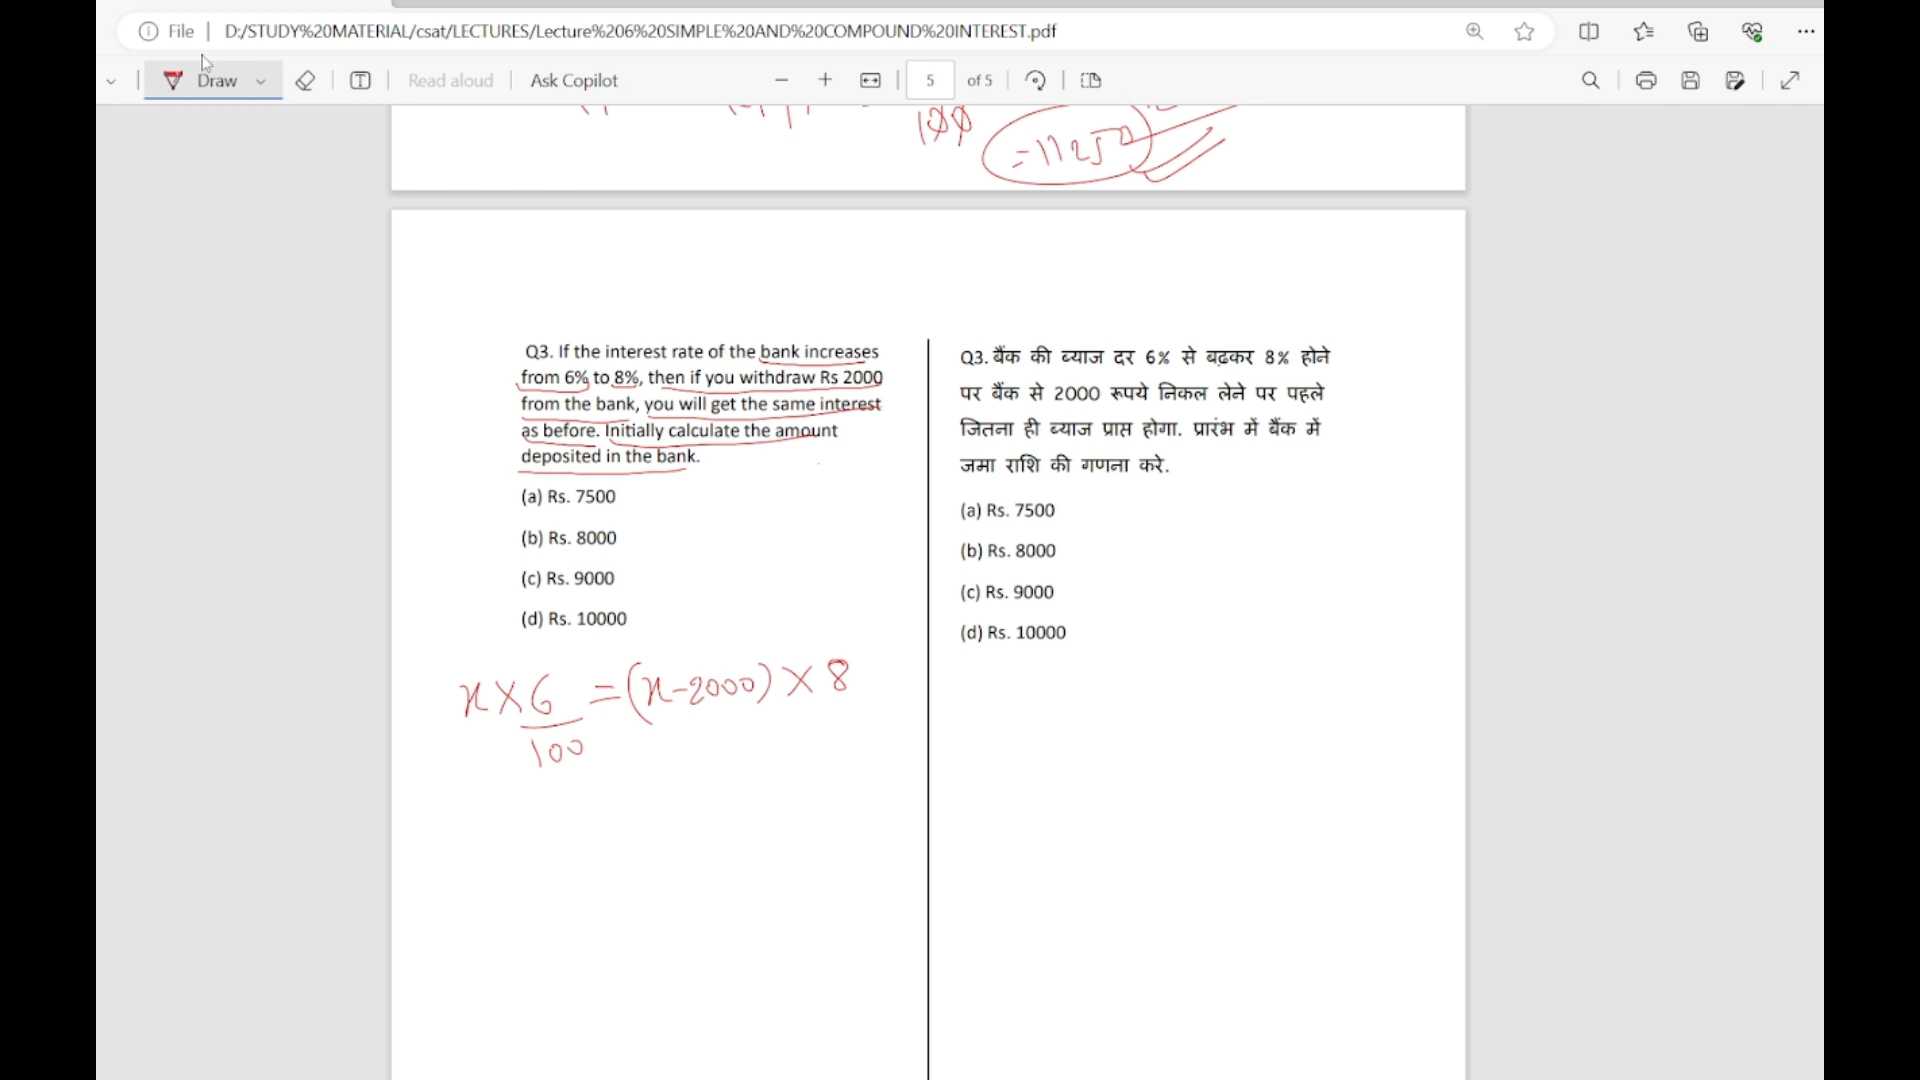 File | D:/STUDY%20MATERIAL/csat/LECTURES/Lecture%206%20SIMPLE%20AND%20COMPOUND%20INTEREST.pdf
Draw Read aloud Ask Copilot 5 of 5
100
=11250
Q3. If the interest rate of the bank increases
from 6% to 8%, then if you withdraw Rs 2000
from the bank, you will get the same interest
as before. Initially calculate the amount
deposited in the bank.
(a) Rs. 7500
(b) Rs. 8000
(c) Rs. 9000
(d) Rs. 10000
x × 6 = (x-2000) × 8
100
Q3. बैंक की ब्याज दर 6% से बढ़कर 8% होने
पर बैंक से 2000 रूपये निकल लेने पर पहले
जितना ही ब्याज प्राप्त होगा. प्रारंभ में बैंक में
जमा राशि की गणना करे.
(a) Rs. 7500
(b) Rs. 8000
(c) Rs. 9000
(d) Rs. 10000